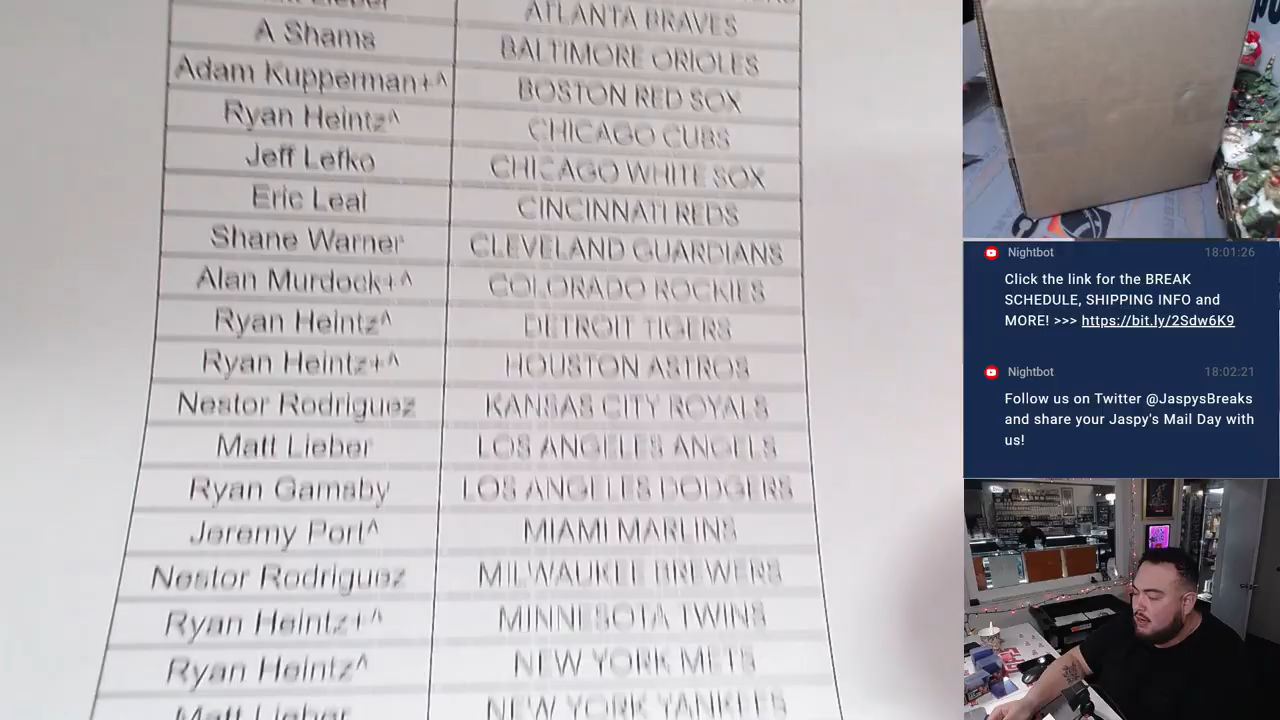 ATLANTA BRAVES
A Shams BALTIMORE ORIOLES
Adam Kupperman+^ BOSTON RED SOX
Ryan Heintz^ CHICAGO CUBS
Jeff Lefko CHICAGO WHITE SOX
Eric Leal CINCINNATI REDS
Shane Warner CLEVELAND GUARDIANS
Alan Murdock+^ COLORADO ROCKIES
Ryan Heintz^ DETROIT TIGERS
Ryan Heintz+^ HOUSTON ASTROS
Nestor Rodriguez KANSAS CITY ROYALS
Matt Lieber LOS ANGELES ANGELS
Ryan Gamsby LOS ANGELES DODGERS
Jeremy Port^ MIAMI MARLINS
Nestor Rodriguez MILWAUKEE BREWERS
Ryan Heintz+^ MINNESOTA TWINS
Ryan Heintz^ NEW YORK METS
Matt Lieber NEW YORK YANKEES
Nightbot 18:01:26
Click the link for the BREAK
SCHEDULE, SHIPPING INFO and
MORE! >>> https://bit.ly/2Sdw6K9
Nightbot 18:02:21
Follow us on Twitter @JaspysBreaks
and share your Jaspy's Mail Day with
us!